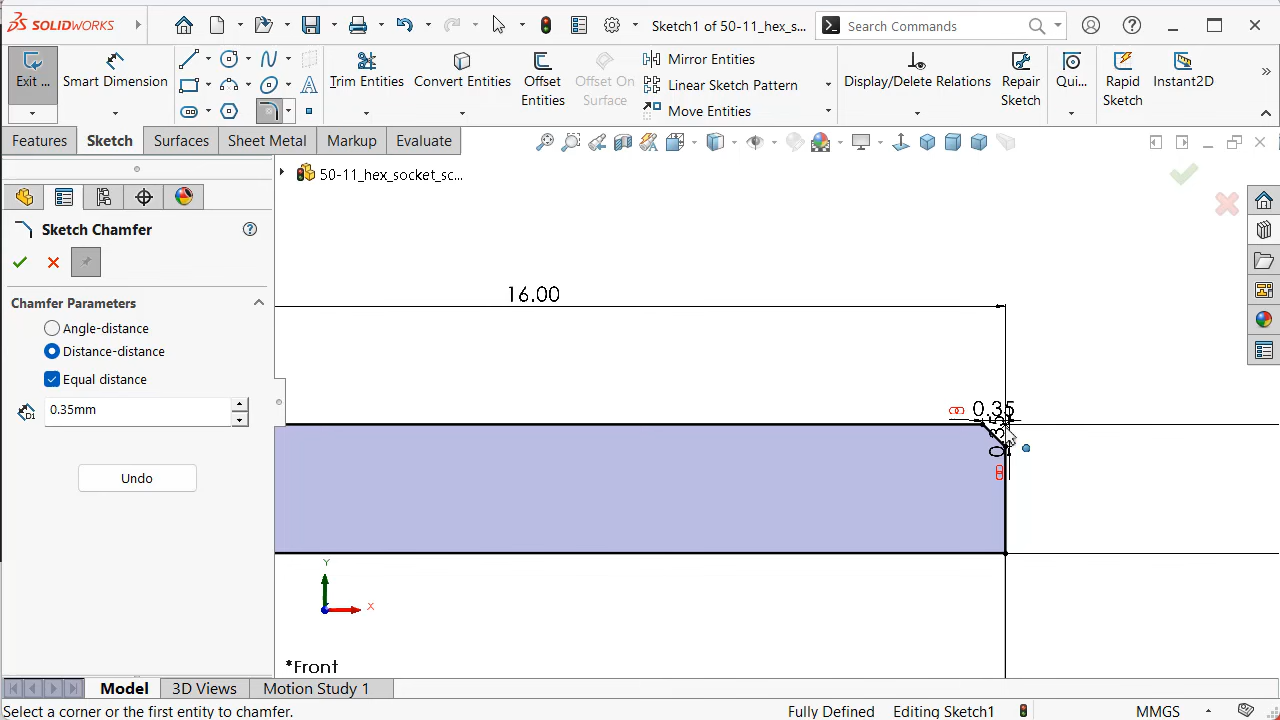 SOLIDWORKS
Sketch1 of 50-11_hex_s...
Search Commands
Exit ...
Smart Dimension
Trim Entities
Convert Entities
Offset Entities
Offset On Surface
Mirror Entities
Linear Sketch Pattern
Move Entities
Display/Delete Relations
Repair Sketch
Qui...
Rapid Sketch
Instant2D
Features
Sketch
Surfaces
Sheet Metal
Markup
Evaluate
50-11_hex_socket_sc...
Sketch Chamfer
Chamfer Parameters
Angle-distance
Distance-distance
Equal distance
D1
0.35mm
Undo
16.00
0.35
0.35
Y
X
*Front
Model
3D Views
Motion Study 1
Select a corner or the first entity to chamfer.
Fully Defined
Editing Sketch1
MMGS